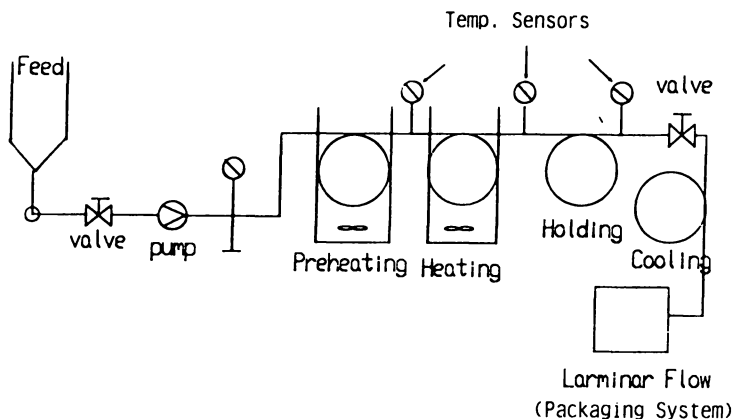 Temp. Sensors
Feed
valve
valve
pump
Preheating
Heating
Holding
Cooling
Larminar Flow
(Packaging System)